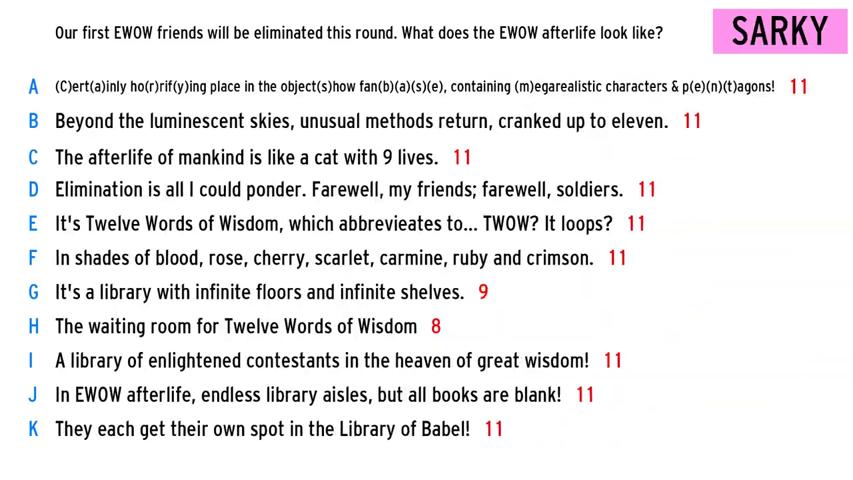 Our first EWOW friends will be eliminated this round. What does the EWOW afterlife look like?
SARKY
A (C)ert(a)inly ho(r)rif(y)ing place in the object(s)how fan(b)(a)(s)(e), containing (m)egarealistic characters & p(e)(n)(t)agons! 11
B Beyond the luminescent skies, unusual methods return, cranked up to eleven. 11
C The afterlife of mankind is like a cat with 9 lives. 11
D Elimination is all I could ponder. Farewell, my friends; farewell, soldiers. 11
E It's Twelve Words of Wisdom, which abbrevieates to... TWOW? It loops? 11
F In shades of blood, rose, cherry, scarlet, carmine, ruby and crimson. 11
G It's a library with infinite floors and infinite shelves. 9
H The waiting room for Twelve Words of Wisdom 8
I A library of enlightened contestants in the heaven of great wisdom! 11
J In EWOW afterlife, endless library aisles, but all books are blank! 11
K They each get their own spot in the Library of Babel! 11